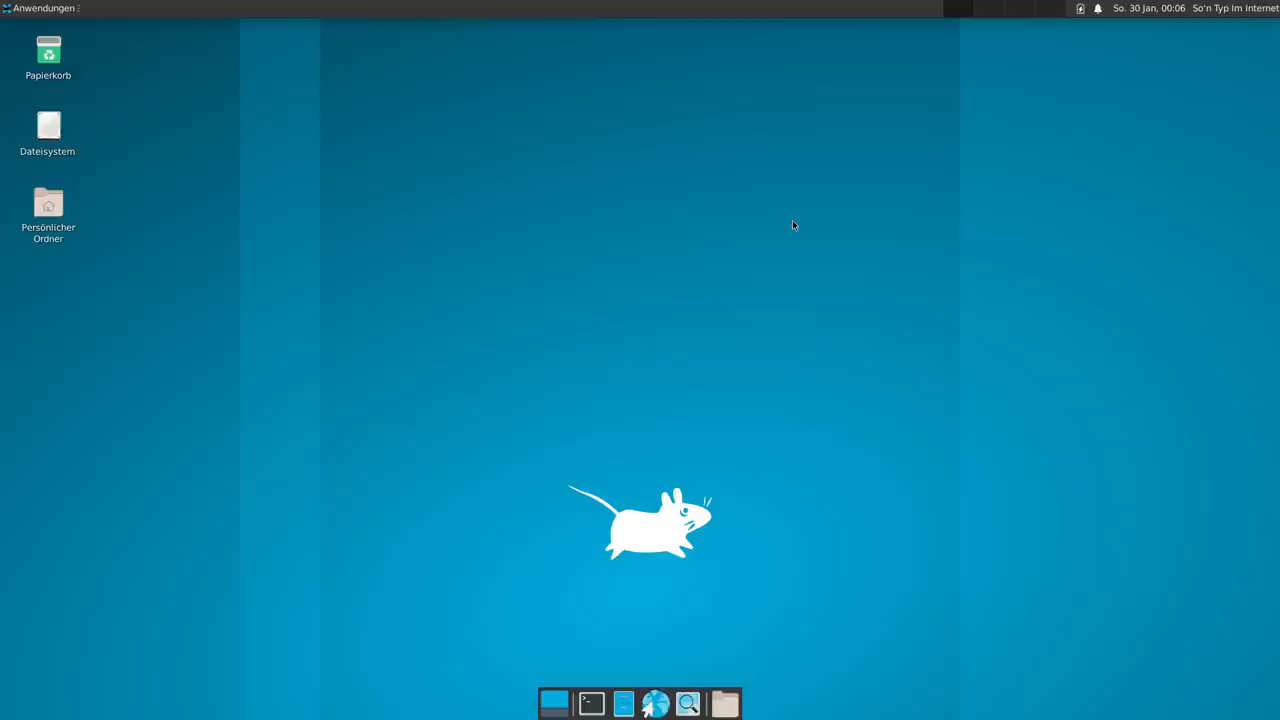 Anwendungen
So. 30 Jan, 00:06 So'n Typ Im Internet
Papierkorb
Dateisystem
Persönlicher
Ordner